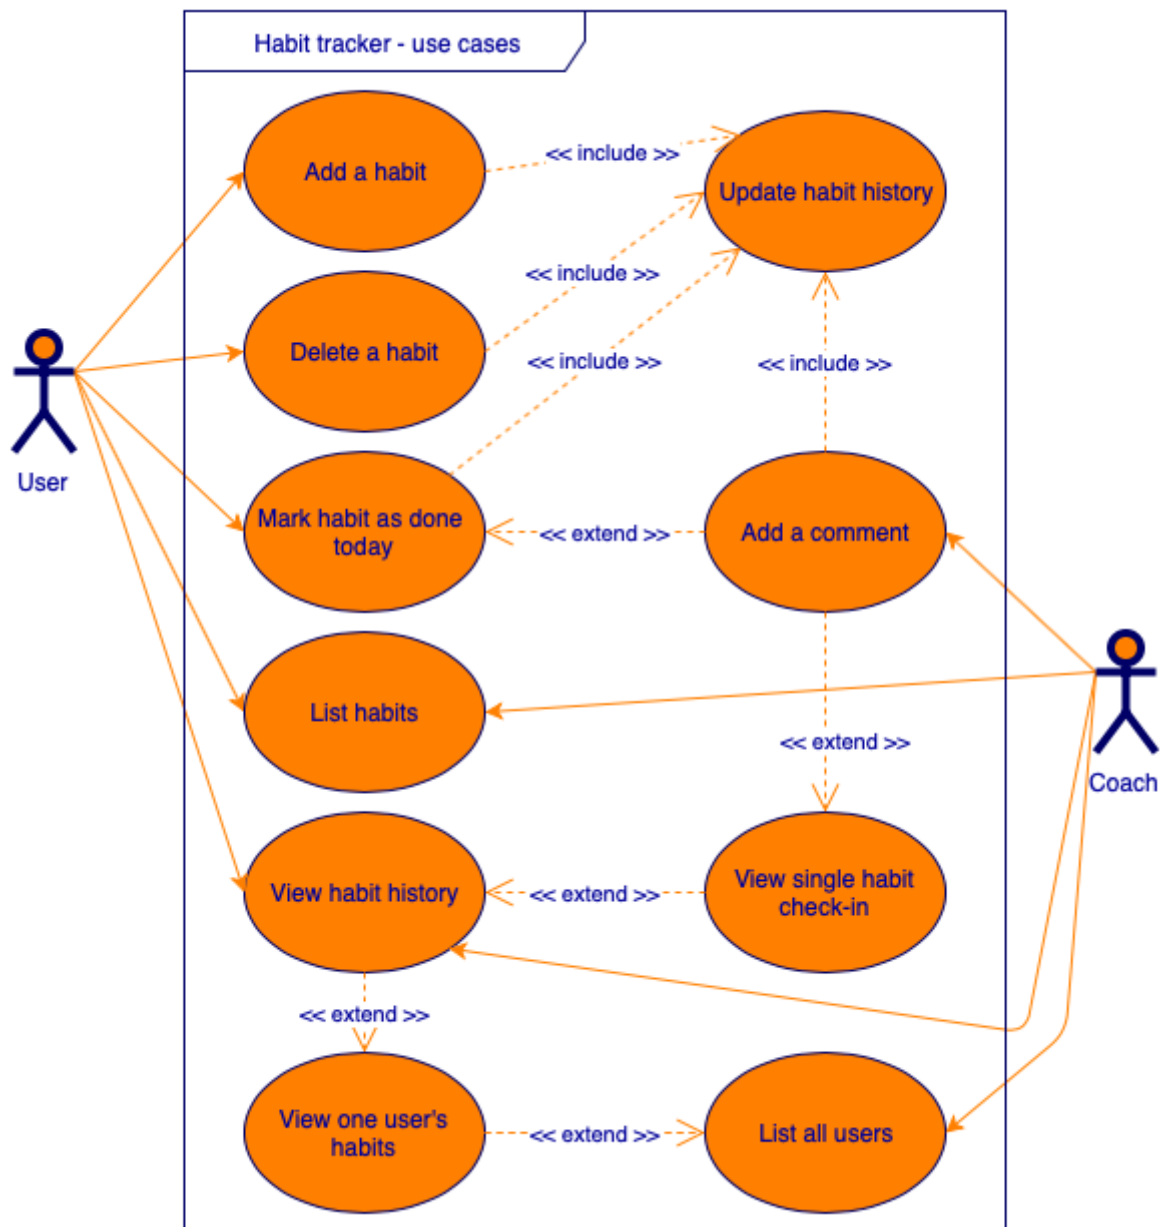 Habit tracker - use cases
Add a habit
<< include >>
Update habit history
<< include >>
Delete a habit
<< include >>
<< include >>
User
Mark habit as done
today
<< extend >>
Add a comment
List habits
<< extend >>
Coach
View habit history
<< extend >>
View single habit
check-in
<< extend >>
View one user's
habits
<< extend >>
List all users